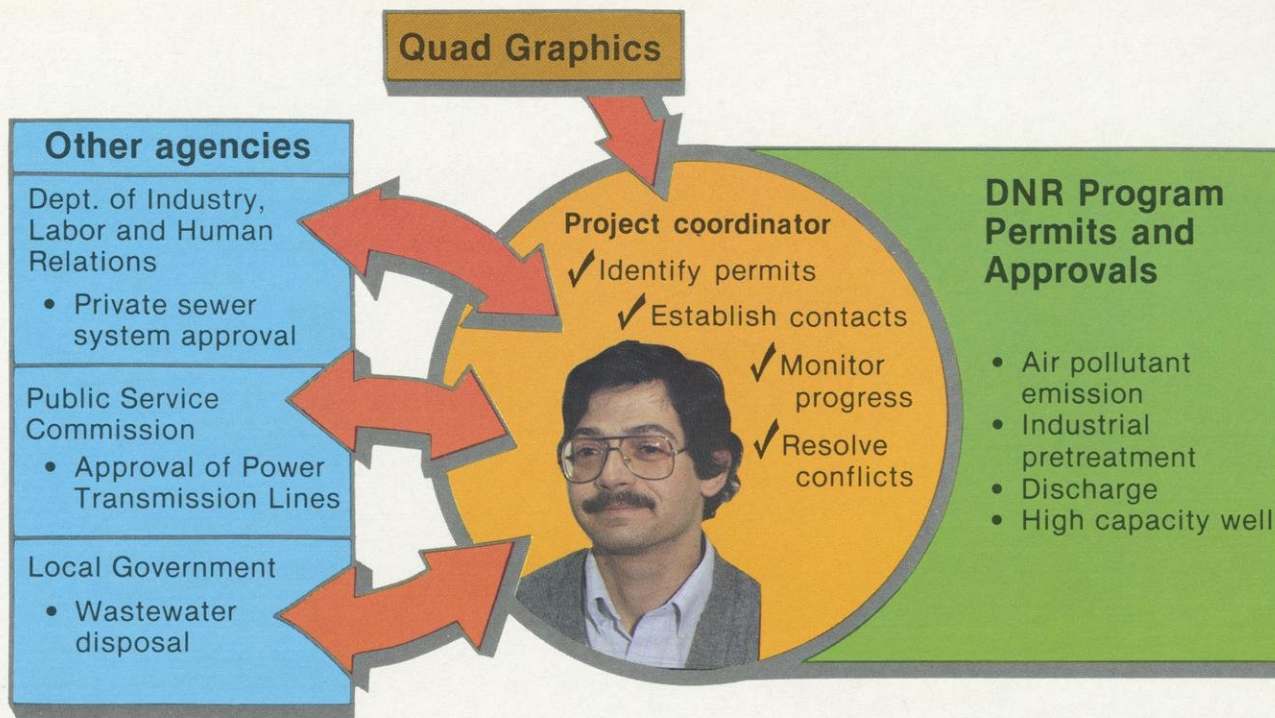 Quad Graphics
Other agencies
Dept. of Industry,
Labor and Human
Relations
• Private sewer
system approval
Public Service
Commission
• Approval of Power
Transmission Lines
Local Government
• Wastewater
disposal
Project coordinator
✓ Identify permits
✓ Establish contacts
✓ Monitor
progress
✓ Resolve
conflicts
DNR Program
Permits and
Approvals
• Air pollutant
emission
• Industrial
pretreatment
• Discharge
• High capacity well